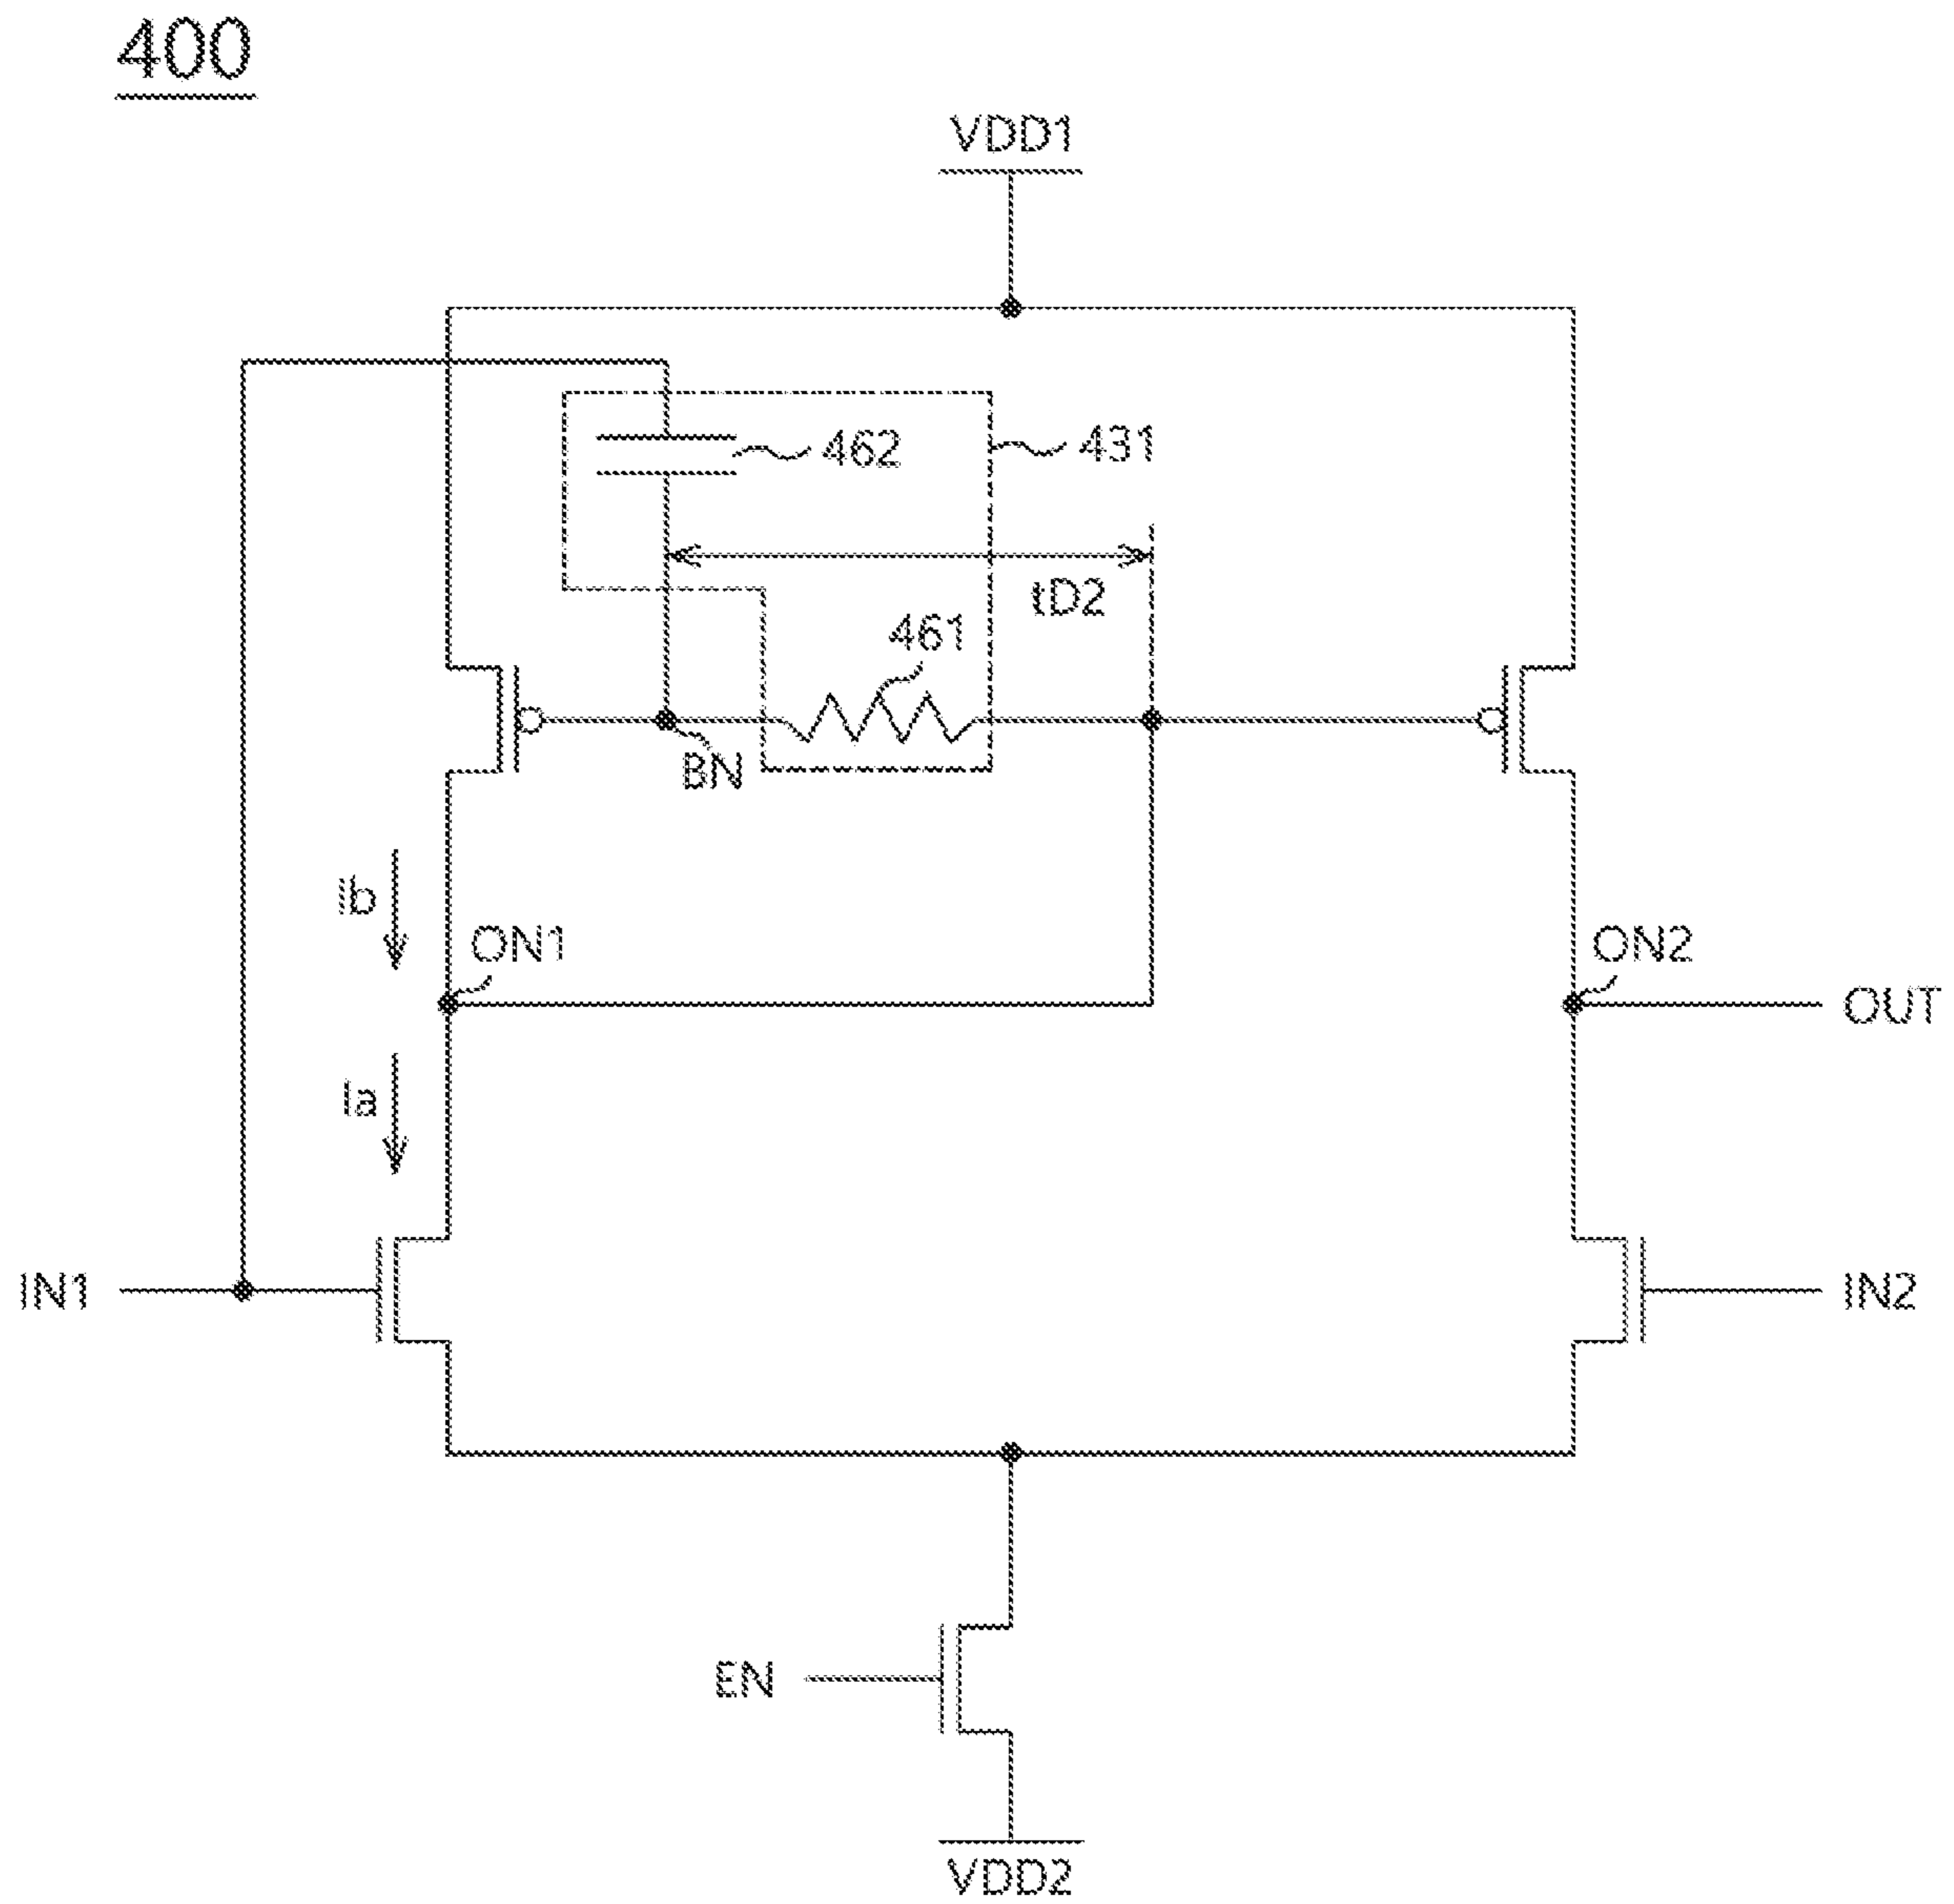 400
VDD1
462
431
tD2
461
BN
Ib
ON1
ON2
OUT
Ia
IN1
IN2
EN
VDD2